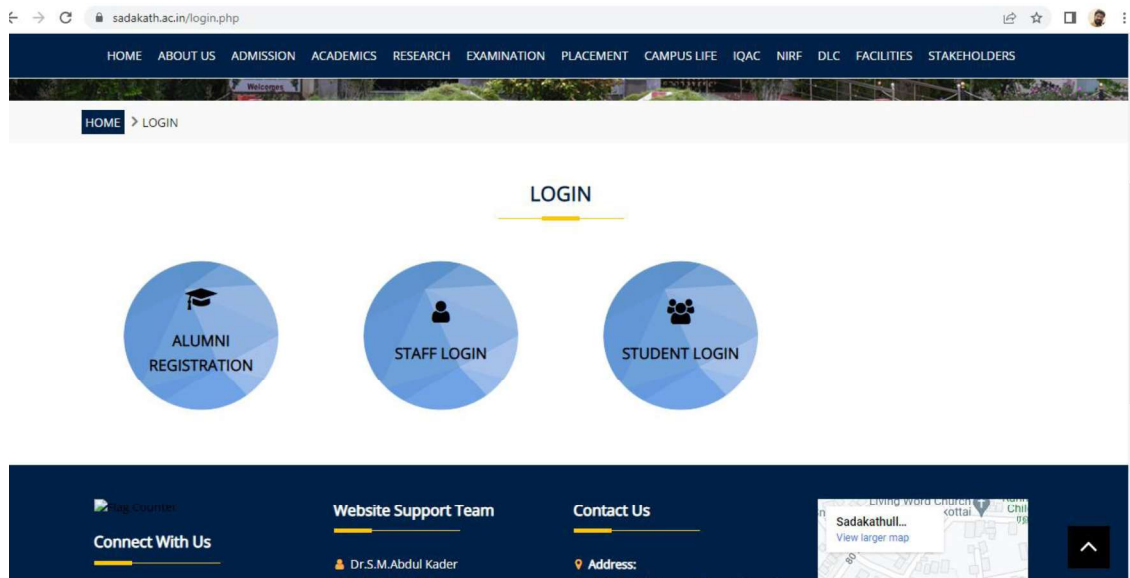 sadakath.ac.in/login.php
HOME ABOUT US ADMISSION ACADEMICS RESEARCH EXAMINATION PLACEMENT CAMPUS LIFE IQAC NIRF DLC FACILITIES STAKEHOLDERS
Welcomes
HOME > LOGIN
LOGIN
ALUMNI
REGISTRATION
STAFF LOGIN
STUDENT LOGIN
Flag Counter
Connect With Us
Website Support Team
Dr.S.M.Abdul Kader
Contact Us
Address:
Living Word Church
kottai
Sadakathull...
View larger map
80